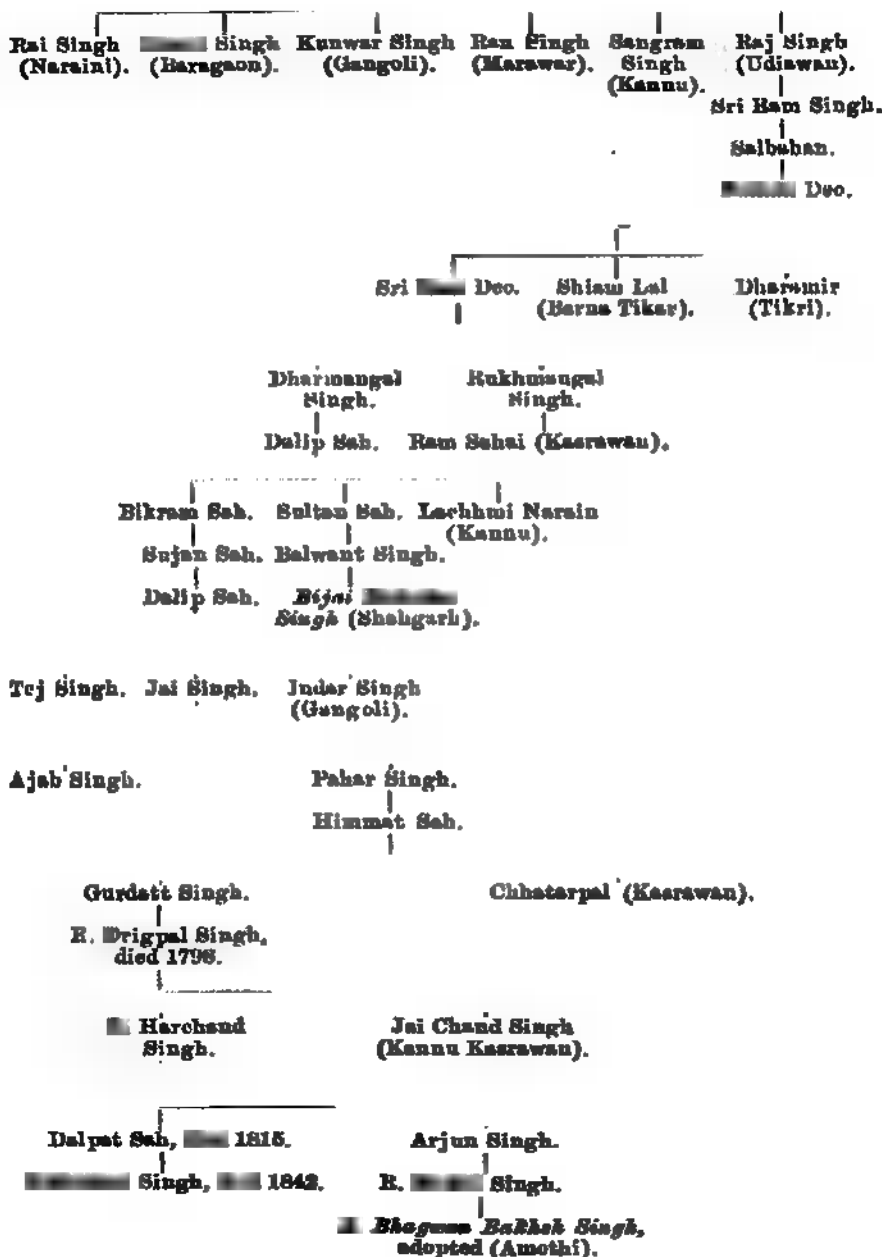 Rai Singh Singh Kunwar Singh Ran Singh Sangram Raj Singh
(Naraini). (Baragaon). (Gangoli). (Marawar). Singh (Udiawan).
(Kannu)
Sri Ram Singh.
Salbahan.
Deo.
Sri Deo. Shiam Lal Dharamir
(Barna Tikar). (Tikri).
Dharmangal Rukhmangal
Singh. Singh.
Dalip Sah. Ram Sahai (Kasrawan).
Bikram Sah. Sultan Sah. Lachhmi Narain
(Kannu).
Sujan Sah. Balwant Singh.
Dalip Sah. Bijai
Singh (Shahgarh).
Tej Singh. Jai Singh. Indar Singh
(Gangoli).
Ajab Singh. Pahar Singh.
Himmat Sah.
Gurdatt Singh. Chhatarpal (Kasrawan).
R. Drigpal Singh,
died 1798.
Harchand Jai Chand Singh
Singh. (Kannu Kasrawan).
Dalpat Sah, 1815. Arjun Singh.
Singh, 1842. R. Singh.
Bhagwan Bakhsh Singh,
adopted (Amethi).